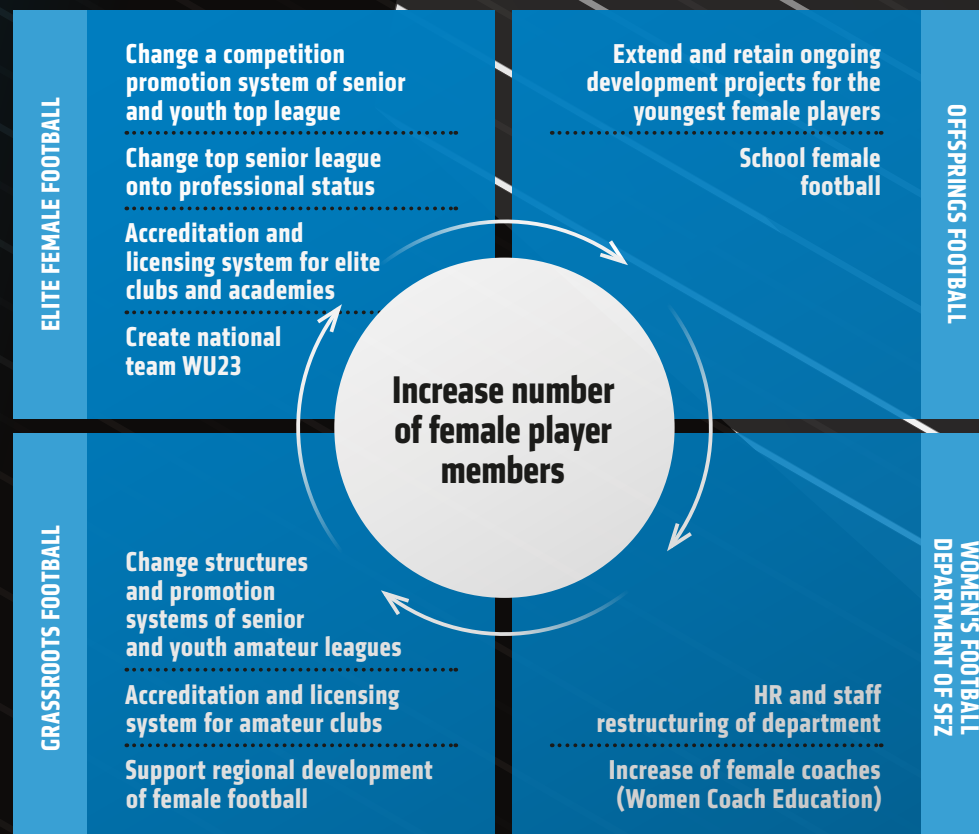 ELITE FEMALE FOOTBALL
Change a competition
promotion system of senior
and youth top league
Change top senior league
onto professional status
Accreditation and
licensing system for elite
clubs and academies
Create national
team WU23
Extend and retain ongoing
development projects for the
youngest female players
School female
football
OFFSPRINGS FOOTBALL
Increase number
of female player
members
GRASSROOTS FOOTBALL
Change structures
and promotion
systems of senior
and youth amateur leagues
Accreditation and licensing
system for amateur clubs
Support regional development
of female football
HR and staff
restructuring of department
Increase of female coaches
(Women Coach Education)
WOMEN'S FOOTBALL
DEPARTMENT OF SFZ